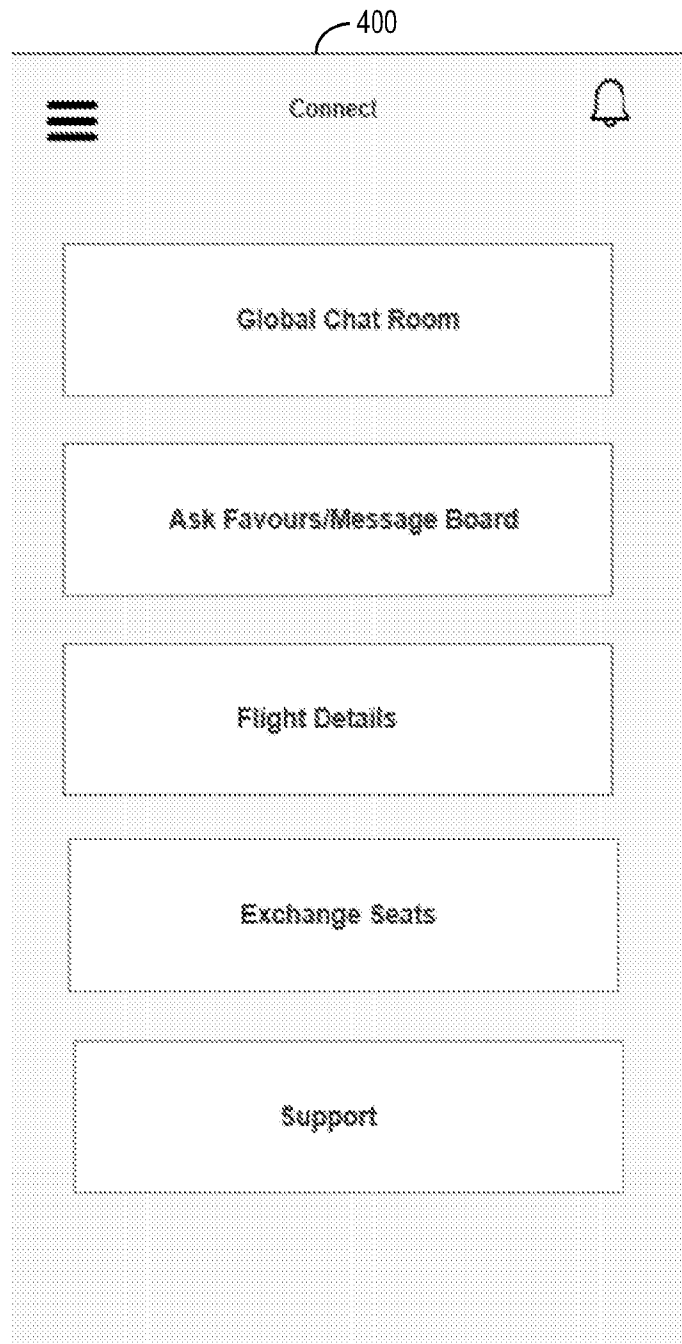 400
Connect
Global Chat Room
Ask Favours/Message Board
Flight Details
Exchange Seats
Support